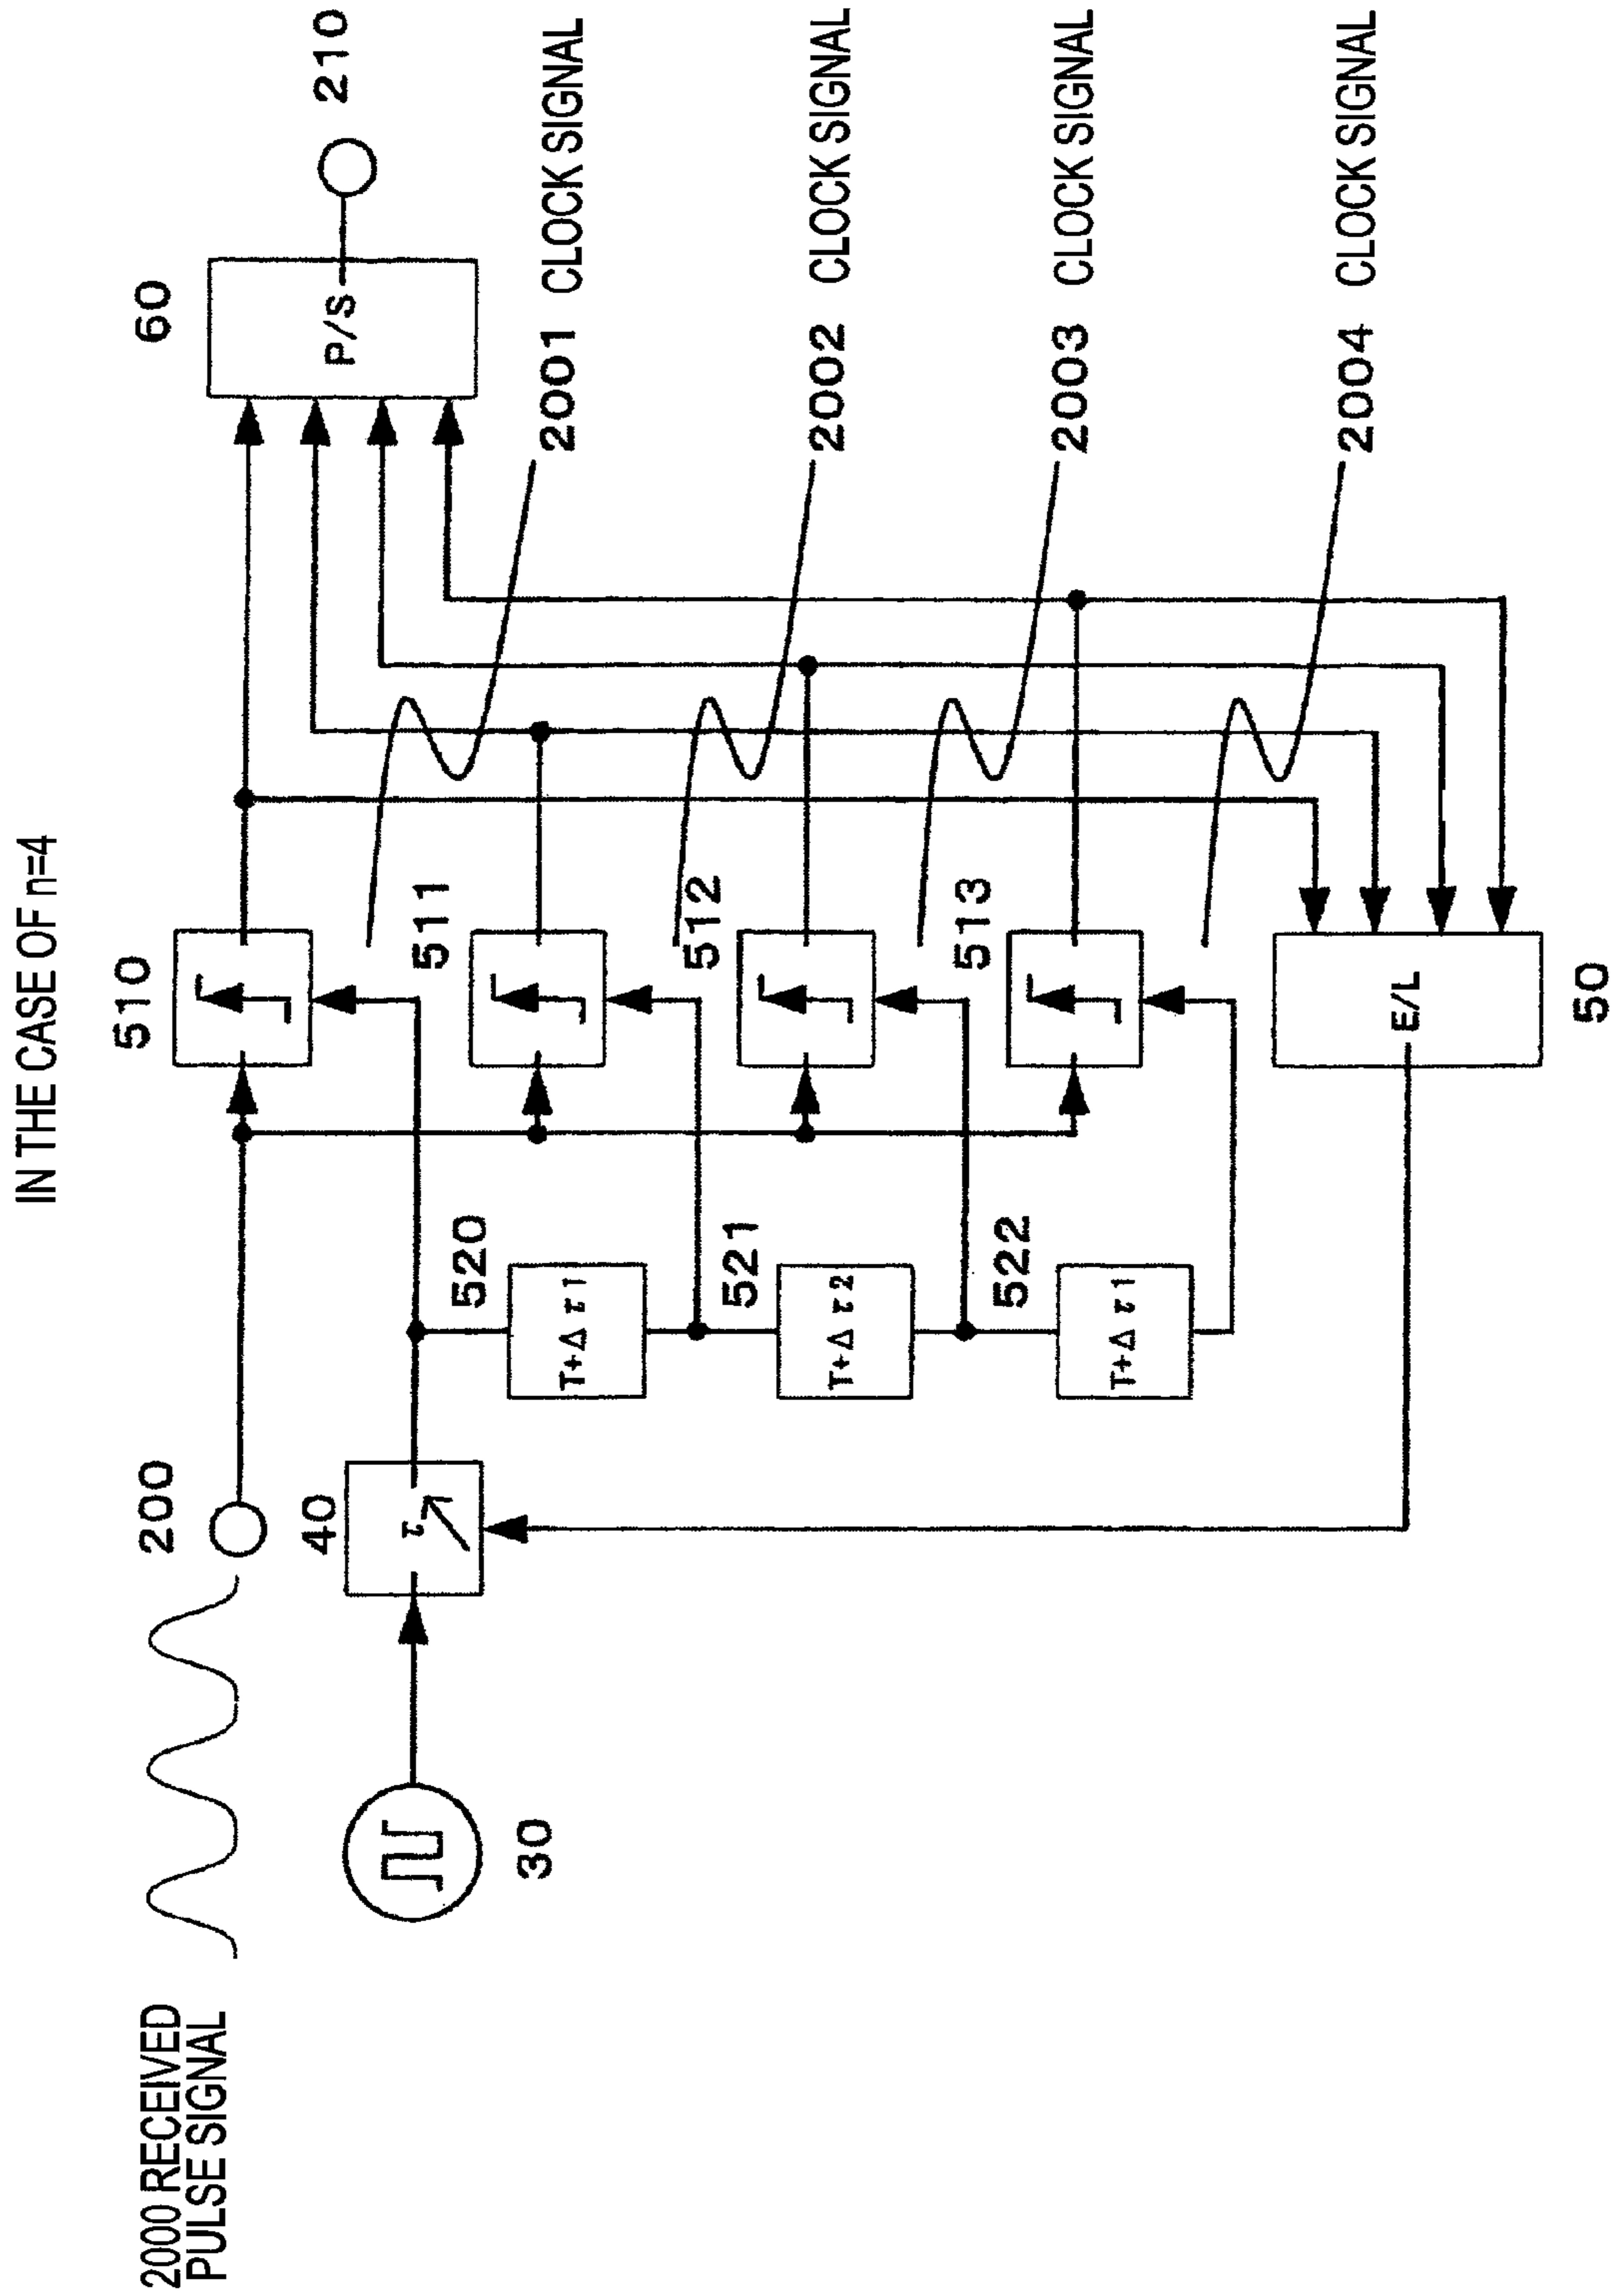 IN THE CASE OF n=4
2000 RECEIVED
PULSE SIGNAL
200
30
40
τ
510
511
512
513
520
T+Δτ1
521
T+Δτ2
522
T+Δτ1
50
E/L
60
P/S
210
2001 CLOCK SIGNAL
2002 CLOCK SIGNAL
2003 CLOCK SIGNAL
2004 CLOCK SIGNAL